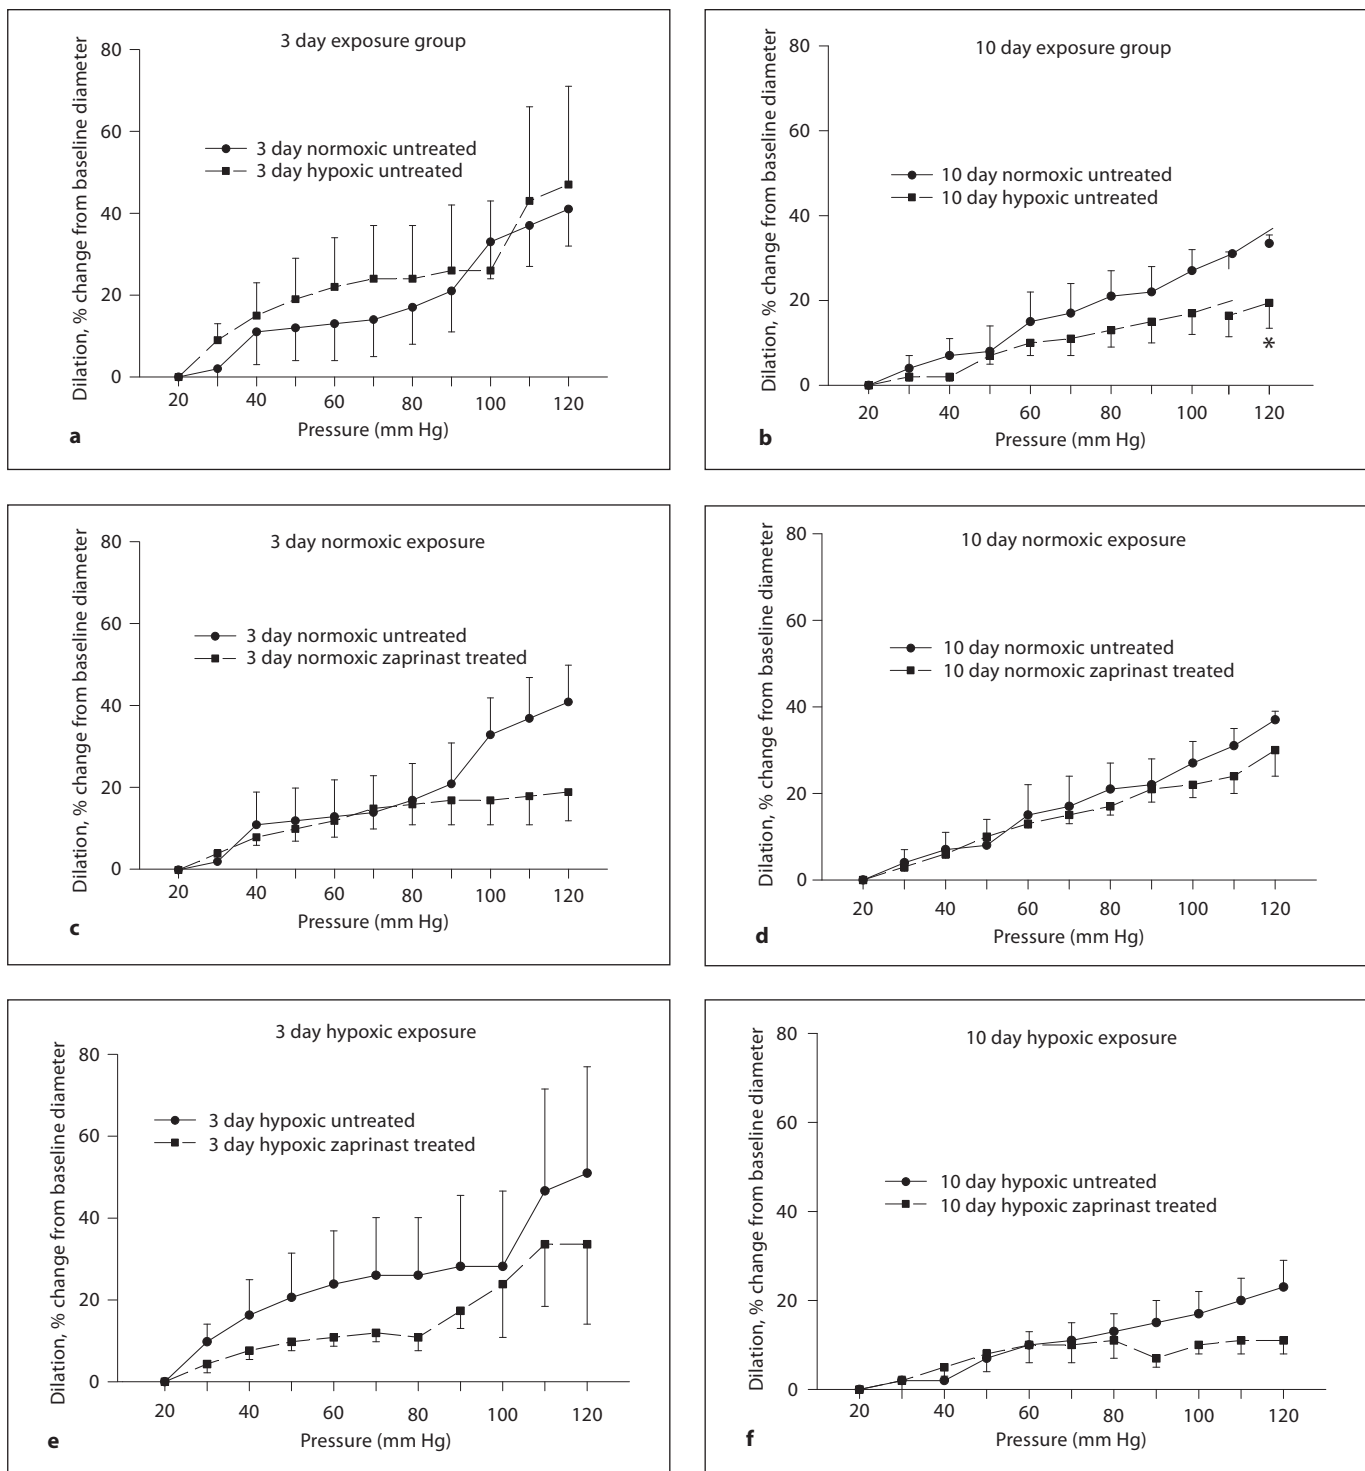 3 day exposure group
Dilation, % change from baseline diameter
80
60
40
20
0
3 day normoxic untreated
3 day hypoxic untreated
20 40 60 80 100 120
Pressure (mm Hg)
a
10 day exposure group
Dilation, % change from baseline diameter
80
60
40
20
0
10 day normoxic untreated
10 day hypoxic untreated
*
20 40 60 80 100 120
Pressure (mm Hg)
b
3 day normoxic exposure
Dilation, % change from baseline diameter
80
60
40
20
0
3 day normoxic untreated
3 day normoxic zaprinast treated
20 40 60 80 100 120
Pressure (mm Hg)
c
10 day normoxic exposure
Dilation, % change from baseline diameter
80
60
40
20
0
10 day normoxic untreated
10 day normoxic zaprinast treated
20 40 60 80 100 120
Pressure (mm Hg)
d
3 day hypoxic exposure
Dilation, % change from baseline diameter
80
60
40
20
0
3 day hypoxic untreated
3 day hypoxic zaprinast treated
20 40 60 80 100 120
Pressure (mm Hg)
e
10 day hypoxic exposure
Dilation, % change from baseline diameter
80
60
40
20
0
10 day hypoxic untreated
10 day hypoxic zaprinast treated
20 40 60 80 100 120
Pressure (mm Hg)
f